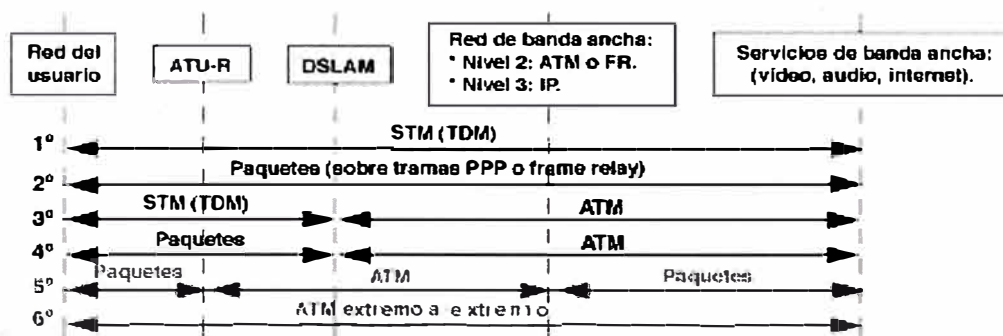 Red del
usuario
ATU-R
DSLAM
Red de banda ancha:
* Nivel 2: ATM o FR.
* Nivel 3: IP.
Servicios de banda ancha:
(vídeo, audio, internet).
1º STM (TDM)
2º Paquetes (sobre tramas PPP o frame relay)
3º STM (TDM) ATM
4º Paquetes ATM
5º Paquetes ATM Paquetes
6º ATM extremo a extremo